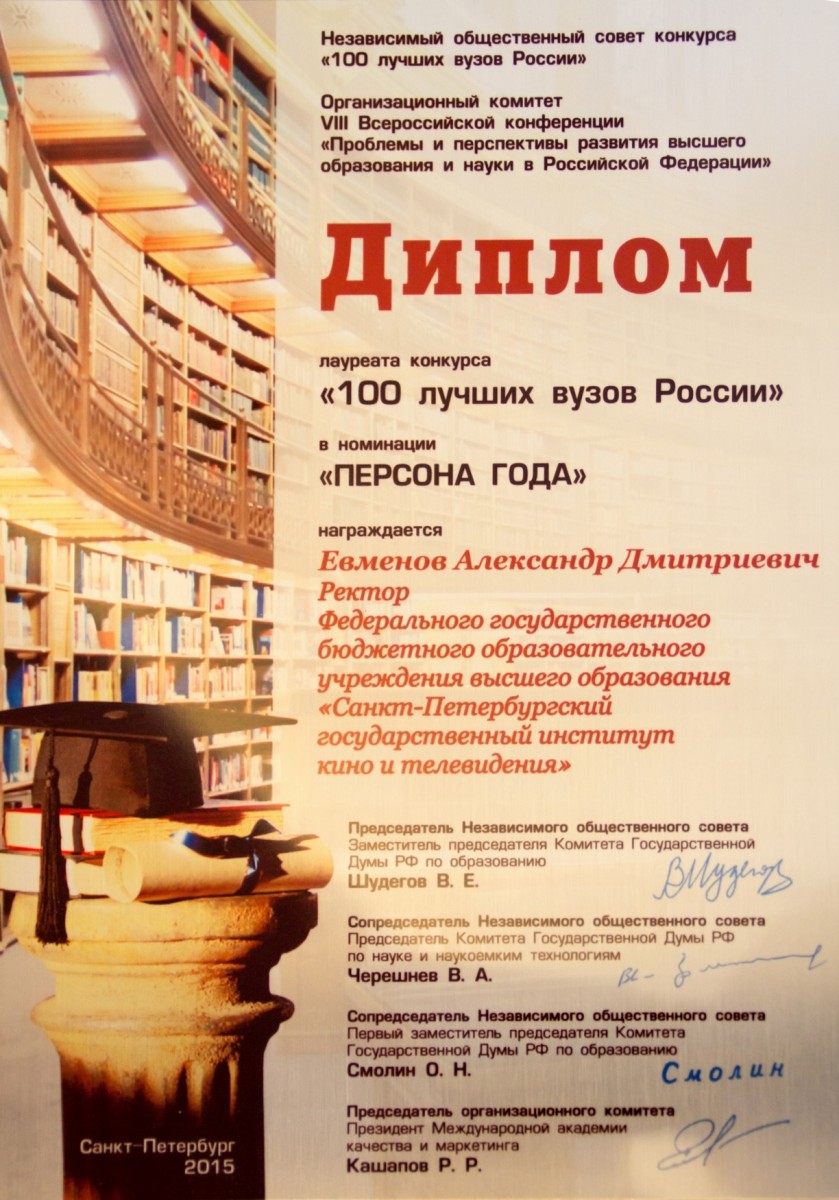 Независимый общественный совет конкурса
«100 лучших вузов России»
Организационный комитет
VIII Всероссийской конференции
«Проблемы и перспективы развития высшего
образования и науки в Российской Федерации»
Диплом
лауреата конкурса
«100 лучших вузов России»
в номинации
«ПЕРСОНА ГОДА»
награждается
Евменов Александр Дмитриевич
Ректор
Федерального государственного
бюджетного образовательного
учреждения высшего образования
«Санкт-Петербургский
государственный институт
кино и телевидения»
Председатель Независимого общественного совета
Заместитель председателя Комитета Государственной
Думы РФ по образованию
Шудегов В. Е.
ВШудегов
Сопредседатель Независимого общественного совета
Председатель Комитета Государственной Думы РФ
по науке и наукоемким технологиям
Черешнев В. А.
Сопредседатель Независимого общественного совета
Первый заместитель председателя Комитета
Государственной Думы РФ по образованию
Смолин О. Н.
Смолин
Председатель организационного комитета
Президент Международной академии
качества и маркетинга
Кашапов Р. Р.
Санкт-Петербург
2015